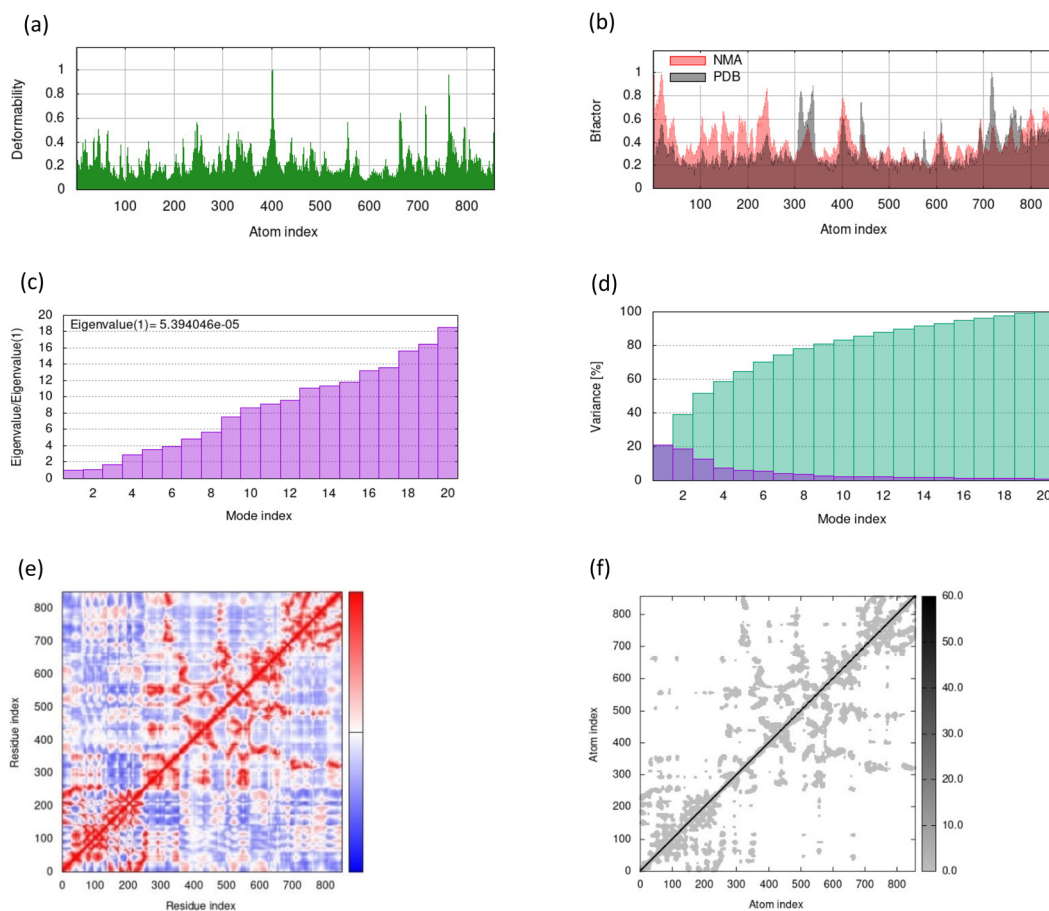 (a)
Deformability
1
0.8
0.6
0.4
0.2
0
100 200 300 400 500 600 700 800
Atom index
(b)
Bfactor
NMA
PDB
1
0.8
0.6
0.4
0.2
0
100 200 300 400 500 600 700 800
Atom index
(c)
Eigenvalue/Eigenvalue(1)
Eigenvalue(1)= 5.394046e-05
20
18
16
14
12
10
8
6
4
2
0
2 4 6 8 10 12 14 16 18 20
Mode index
(d)
Variance [%]
100
80
60
40
20
0
2 4 6 8 10 12 14 16 18 20
Mode index
(e)
Residue index
800
700
600
500
400
300
200
100
0
0 100 200 300 400 500 600 700 800
Residue index
(f)
Atom index
800
700
600
500
400
300
200
100
0
0 100 200 300 400 500 600 700 800
Atom index
60.0
50.0
40.0
30.0
20.0
10.0
0.0